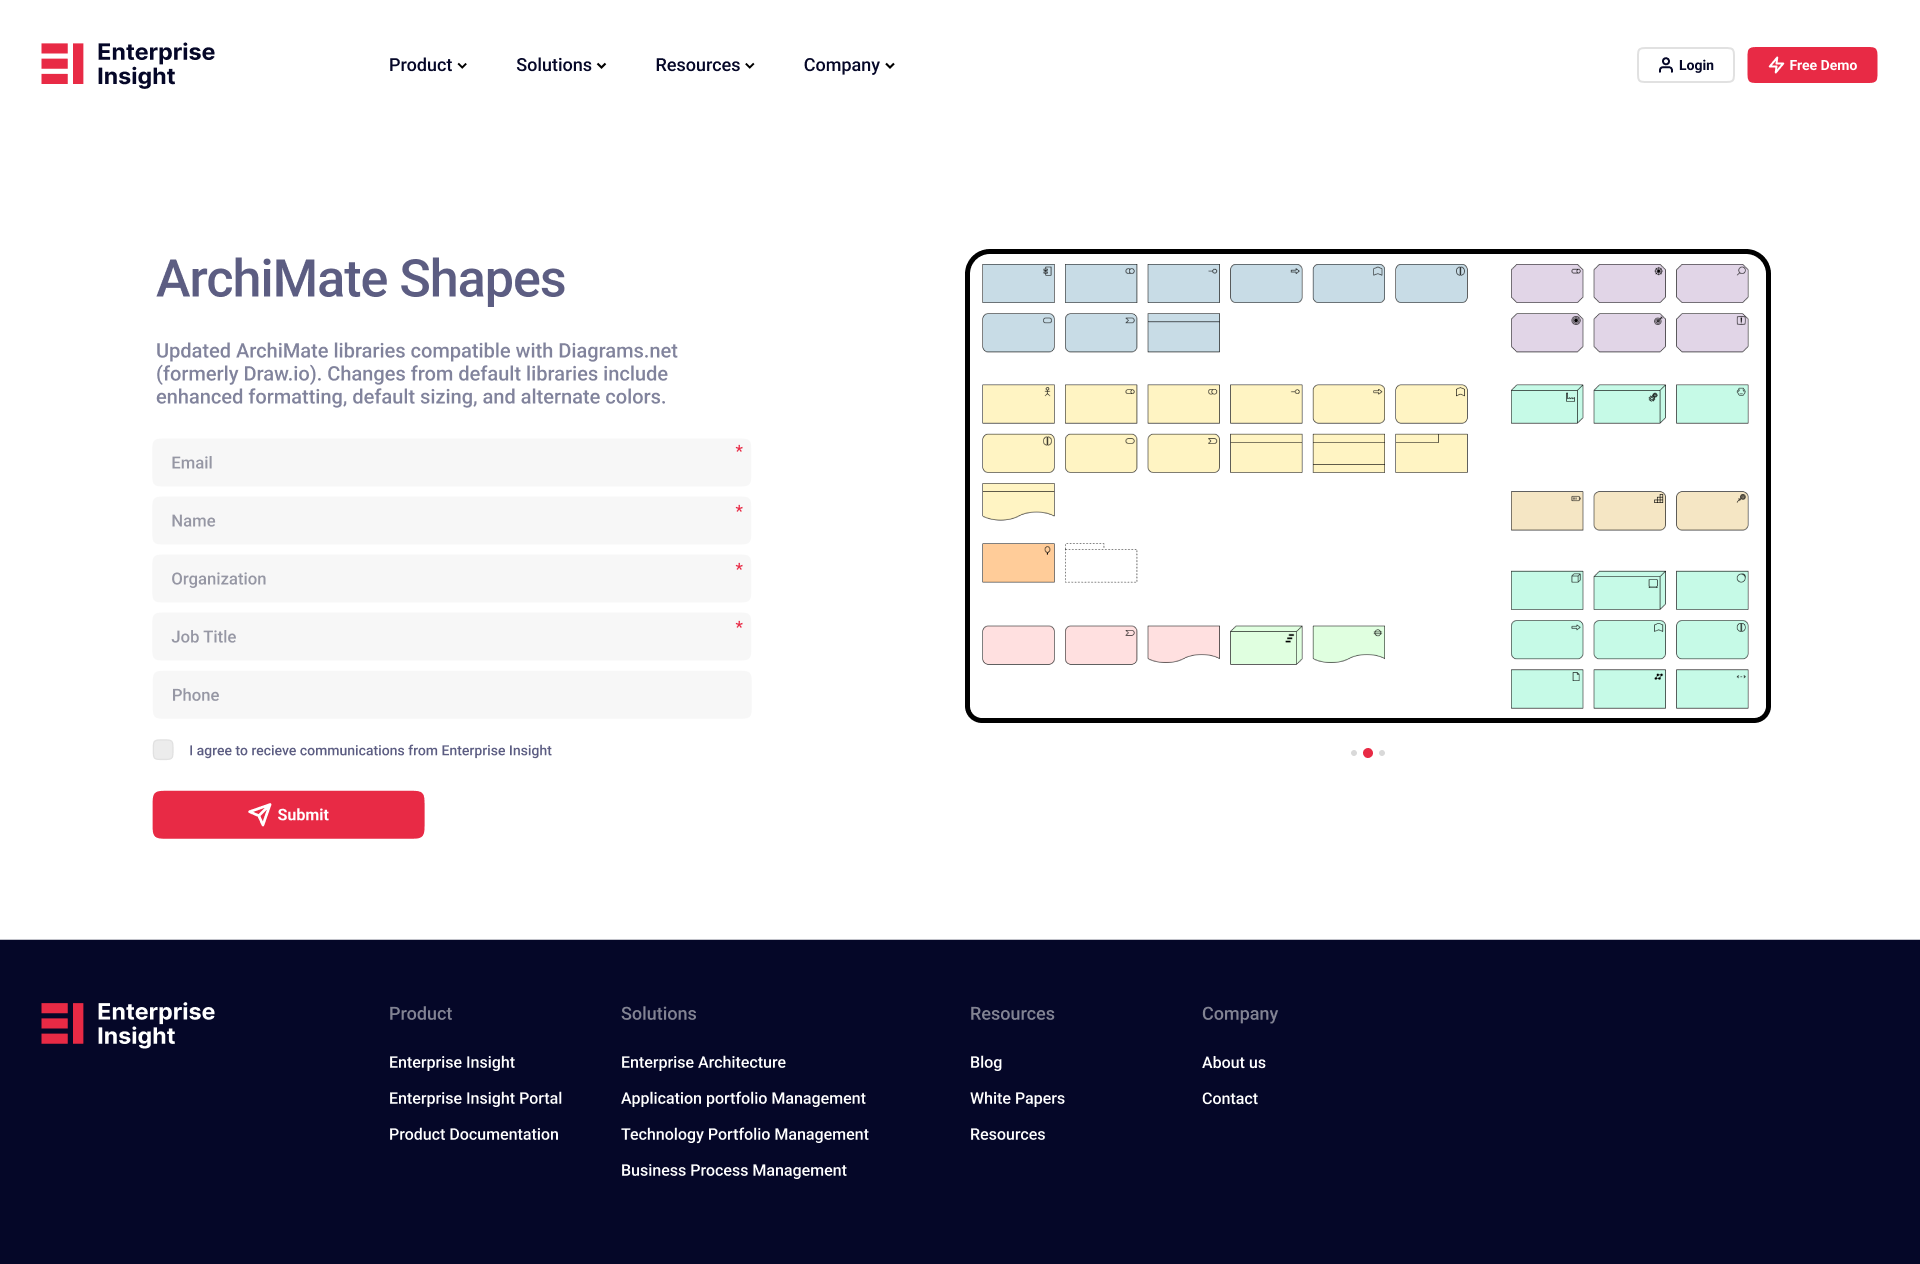 Enterprise
Insight
Product
Solutions
Resources
Company
Login
Free Demo
ArchiMate Shapes
Updated ArchiMate libraries compatible with Diagrams.net
(formerly Draw.io). Changes from default libraries include
enhanced formatting, default sizing, and alternate colors.
Email
*
Name
*
Organization
*
Job Title
*
Phone
I agree to recieve communications from Enterprise Insight
Submit
Enterprise
Insight
Product
Enterprise Insight
Enterprise Insight Portal
Product Documentation
Solutions
Enterprise Architecture
Application portfolio Management
Technology Portfolio Management
Business Process Management
Resources
Blog
White Papers
Resources
Company
About us
Contact